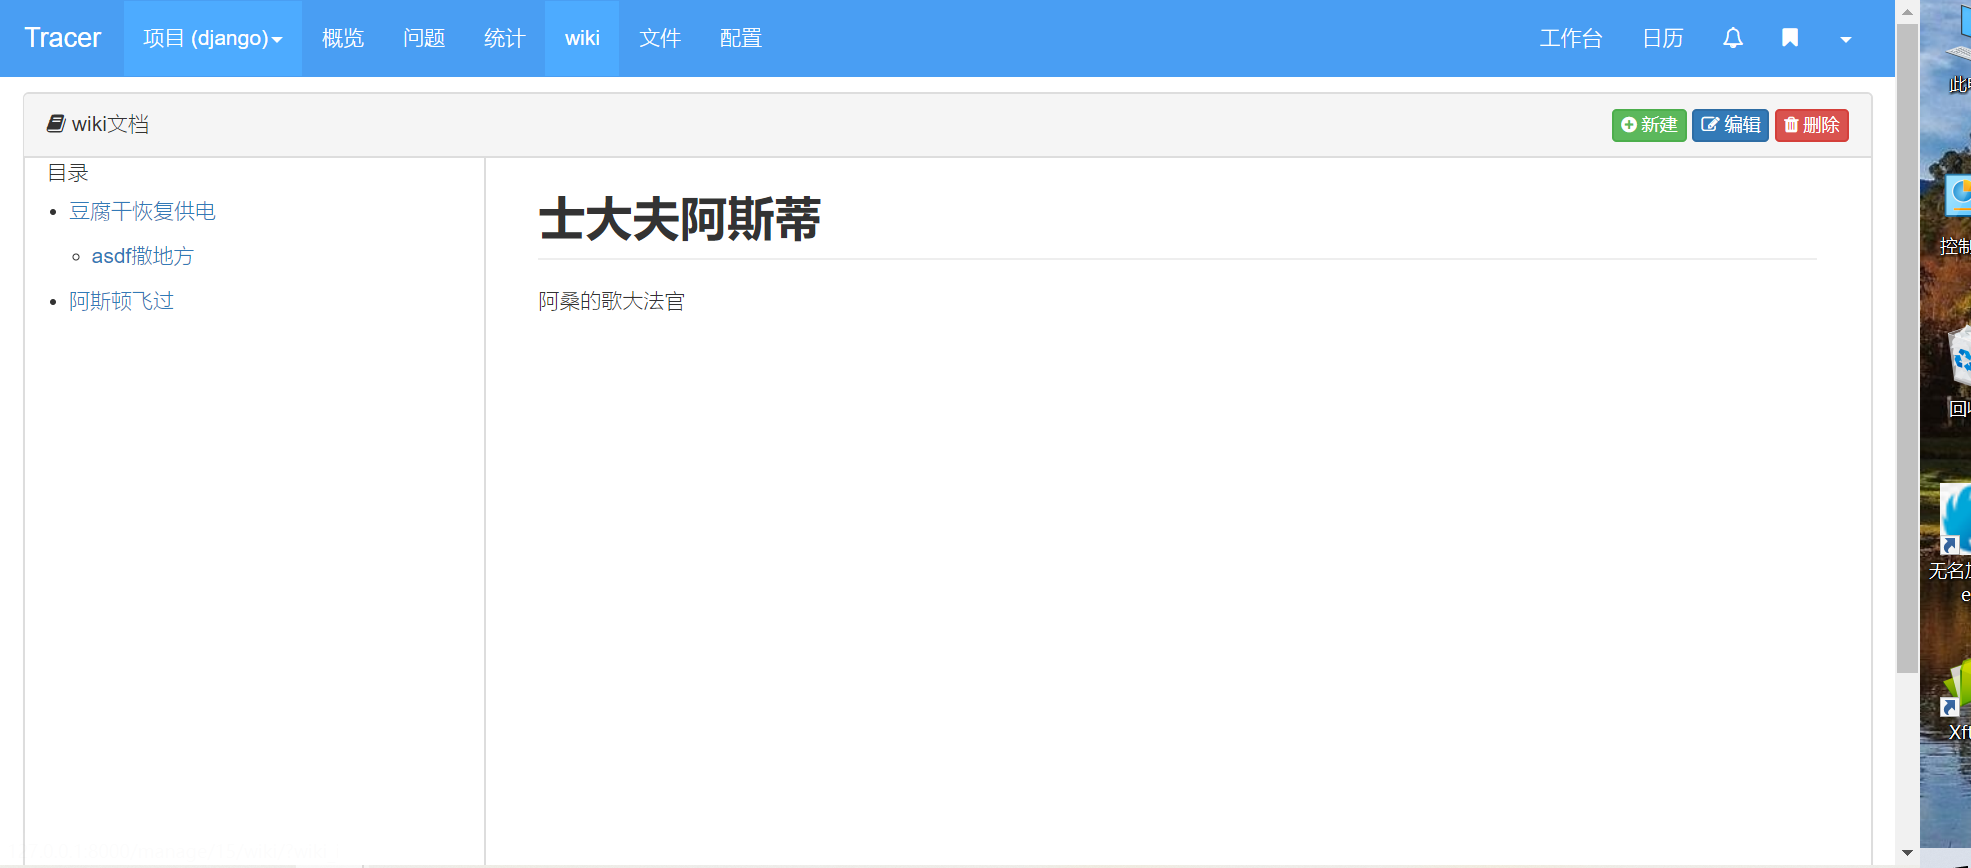 Tracer 项目 (django) 概览 问题 统计 wiki 文件 配置 工作台 日历
wiki文档 新建 编辑 删除
目录
豆腐干恢复供电
asdf撒地方
阿斯顿飞过
士大夫阿斯蒂
阿桑的歌大法官
控制
无名
e